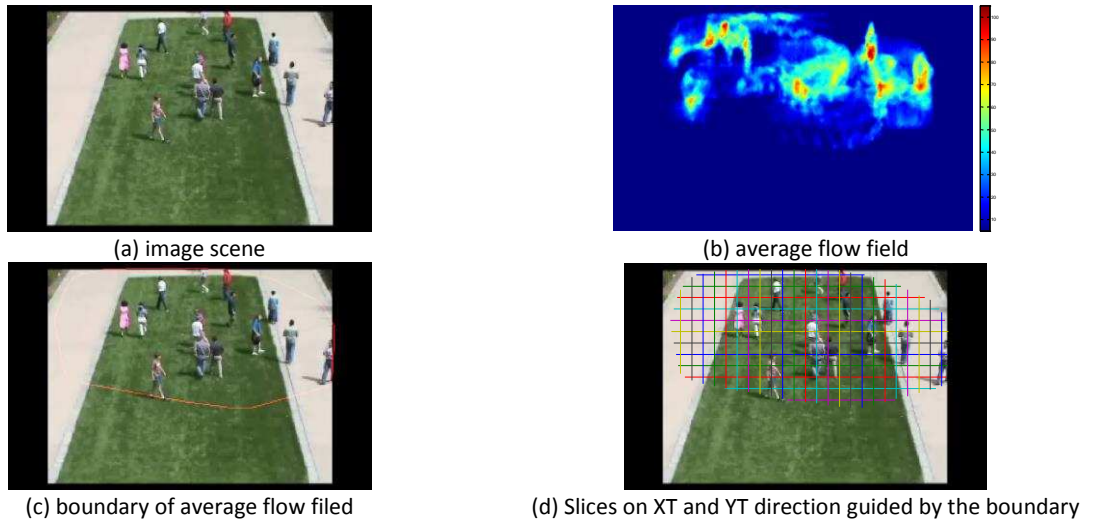 (a) image scene
(b) average flow field
(c) boundary of average flow filed
(d) Slices on XT and YT direction guided by the boundary